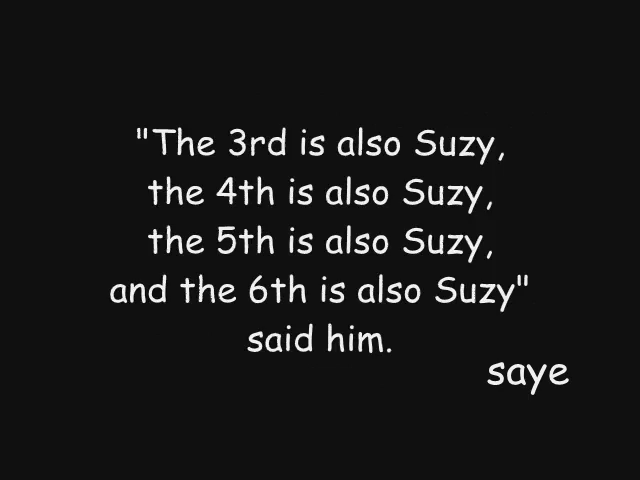 "The 3rd is also Suzy,
the 4th is also Suzy,
the 5th is also Suzy,
and the 6th is also Suzy"
said him.
saye